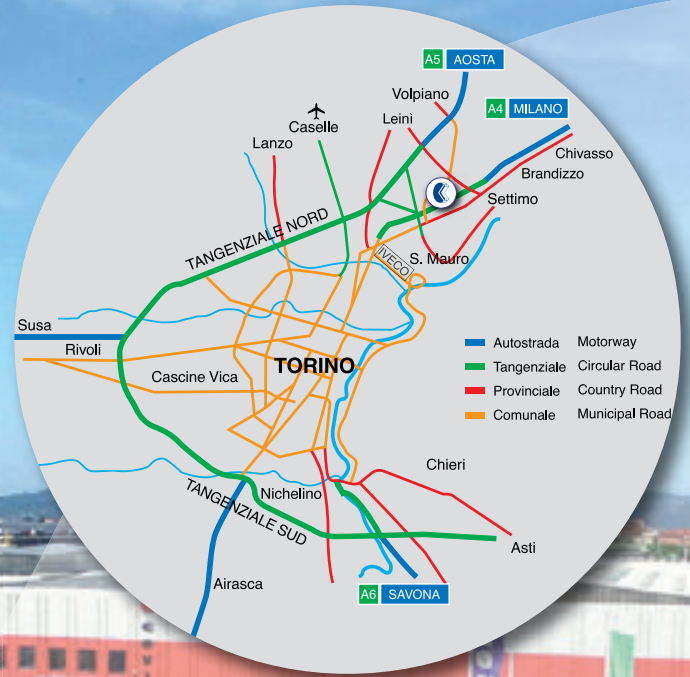 A5 AOSTA
Volpiano
A4 MILANO
Caselle
Leinì
Lanzo
Chivasso
Brandizzo
Settimo
TANGENZIALE NORD
S. Mauro
IVECO
Susa
Rivoli
Cascine Vica
TORINO
Autostrada Motorway
Tangenziale Circular Road
Provinciale Country Road
Comunale Municipal Road
Chieri
Nichelino
TANGENZIALE SUD
Asti
Airasca
A6 SAVONA